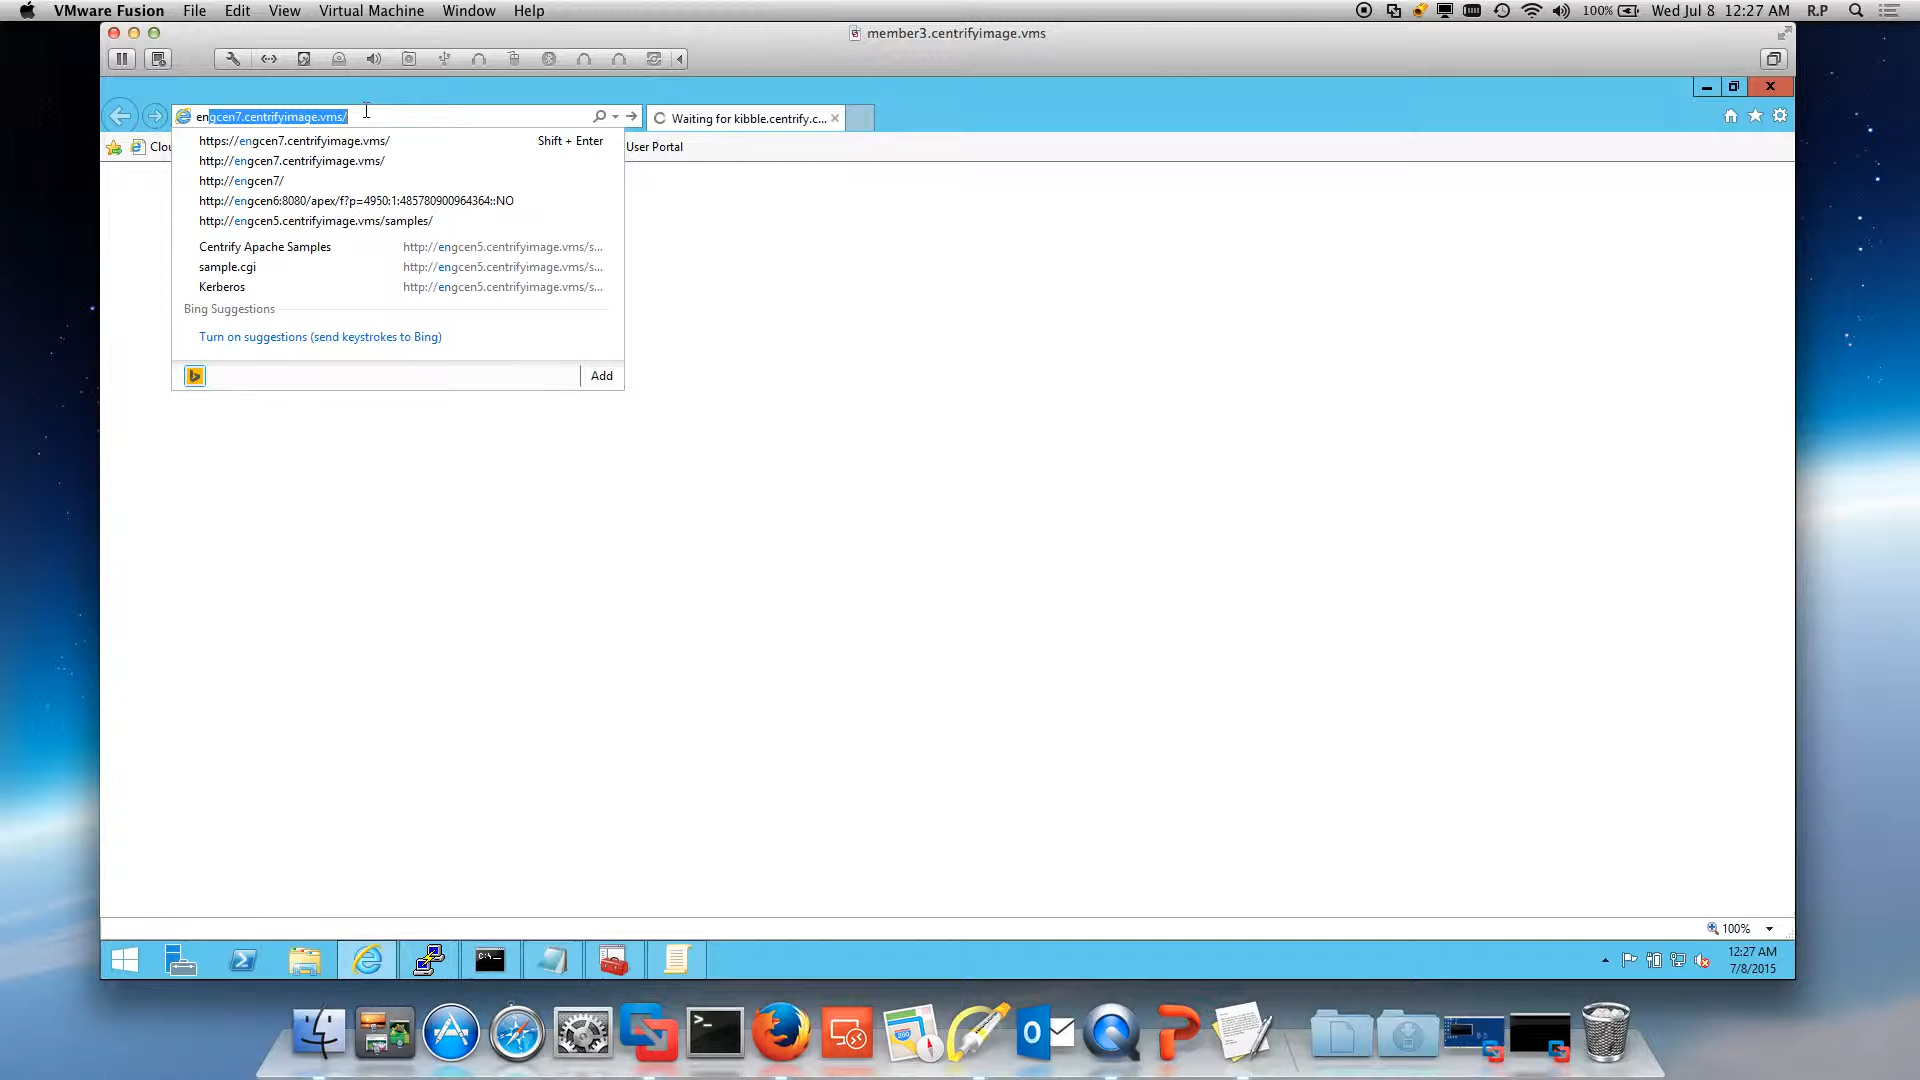 VMware Fusion File Edit View Virtual Machine Window Help 100% Wed Jul 8 12:27 AM R.P
member3.centrifyimage.vms
engcen7.centrifyimage.vms/
Waiting for kibble.centrify.c...
Clou
User Portal
https://engcen7.centrifyimage.vms/ Shift + Enter
http://engcen7.centrifyimage.vms/
http://engcen7/
http://engcen6:8080/apex/f?p=4950:1:485780900964364::NO
http://engcen5.centrifyimage.vms/samples/
Centrify Apache Samples http://engcen5.centrifyimage.vms/s...
sample.cgi http://engcen5.centrifyimage.vms/s...
Kerberos http://engcen5.centrifyimage.vms/s...
Bing Suggestions
Turn on suggestions (send keystrokes to Bing)
Add
100%
12:27 AM
7/8/2015